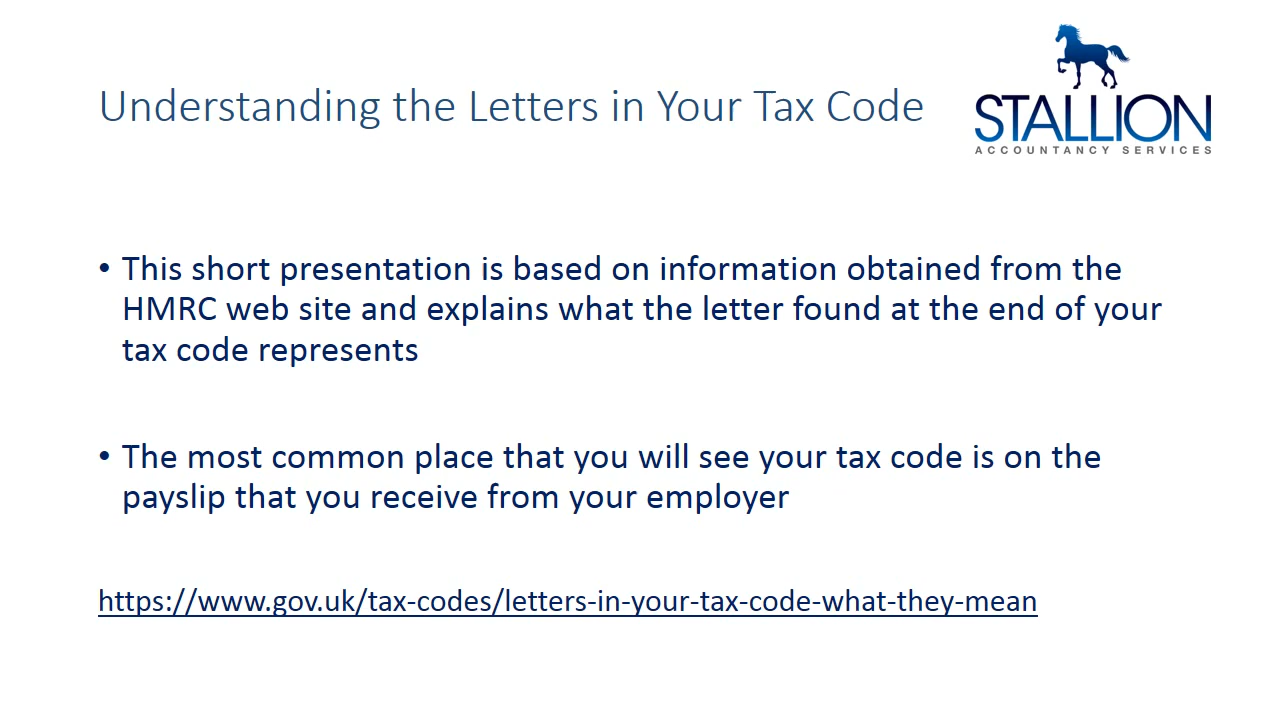 Understanding the Letters in Your Tax Code
STALLION
ACCOUNTANCY SERVICES
• This short presentation is based on information obtained from the
HMRC web site and explains what the letter found at the end of your
tax code represents
• The most common place that you will see your tax code is on the
payslip that you receive from your employer
https://www.gov.uk/tax-codes/letters-in-your-tax-code-what-they-mean